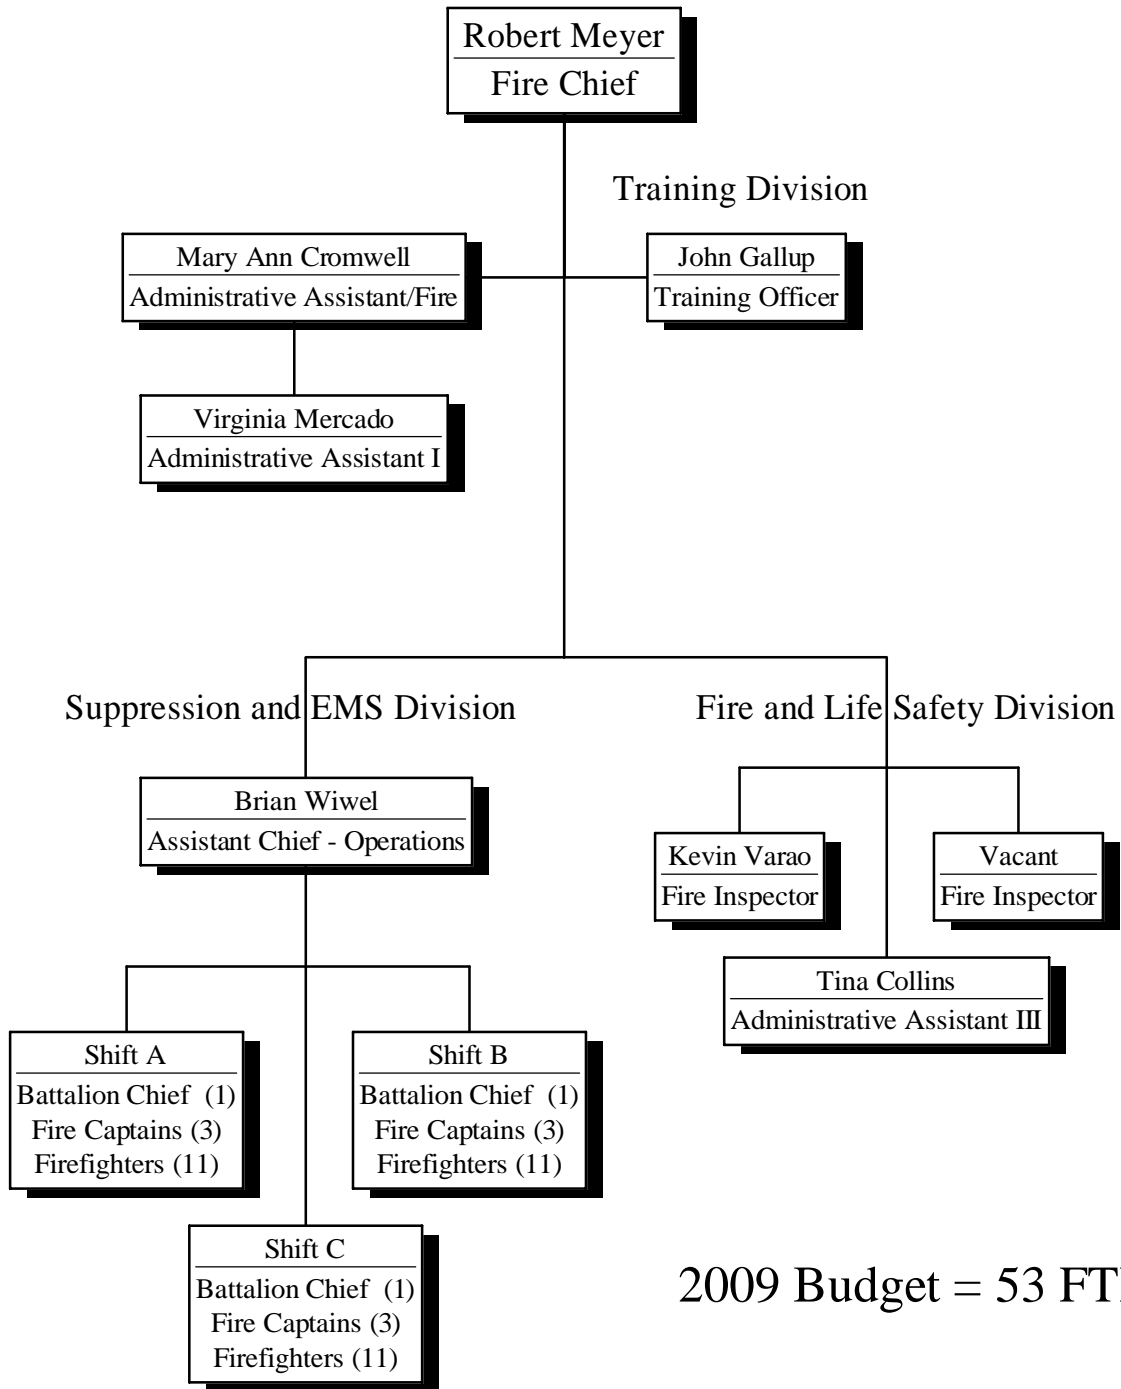 Robert Meyer
Fire Chief
Training Division
Mary Ann Cromwell
Administrative Assistant/Fire
John Gallup
Training Officer
Virginia Mercado
Administrative Assistant I
Suppression and EMS Division
Fire and Life Safety Division
Brian Wiwel
Assistant Chief - Operations
Kevin Varao
Fire Inspector
Vacant
Fire Inspector
Tina Collins
Administrative Assistant III
Shift A
Battalion Chief (1)
Fire Captains (3)
Firefighters (11)
Shift B
Battalion Chief (1)
Fire Captains (3)
Firefighters (11)
Shift C
Battalion Chief (1)
Fire Captains (3)
Firefighters (11)
2009 Budget = 53